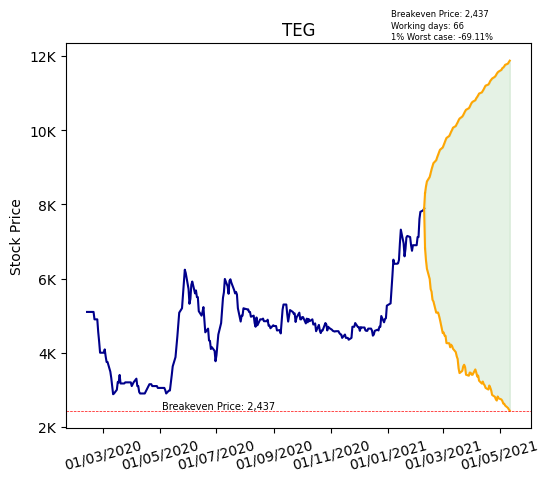 Breakeven Price: 2,437
Working days: 66
1% Worst case: -69.11%
TEG
12K
10K
8K
6K
4K
2K
Stock Price
Breakeven Price: 2,437
01/03/2020
01/05/2020
01/07/2020
01/09/2020
01/11/2020
01/01/2021
01/03/2021
01/05/2021